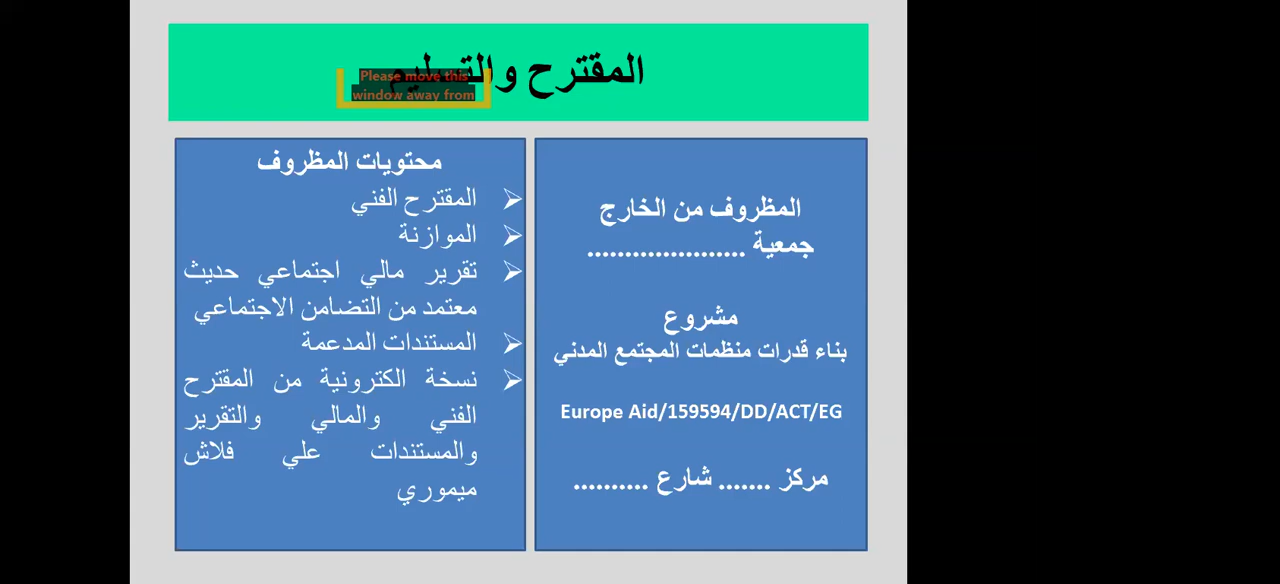 المقترح والتسليم
Please move this
window away from
المظروف من الخارج
جمعية .....................
مشروع
بناء قدرات منظمات المجتمع المدني
Europe Aid/159594/DD/ACT/EG
مركز ....... شارع ..........
محتويات المظروف
المقترح الفني
الموازنة
تقرير مالي اجتماعي حديث
معتمد من التضامن الاجتماعي
المستندات المدعمة
نسخة الكترونية من المقترح
الفني والمالي والتقرير
والمستندات علي فلاش
ميموري